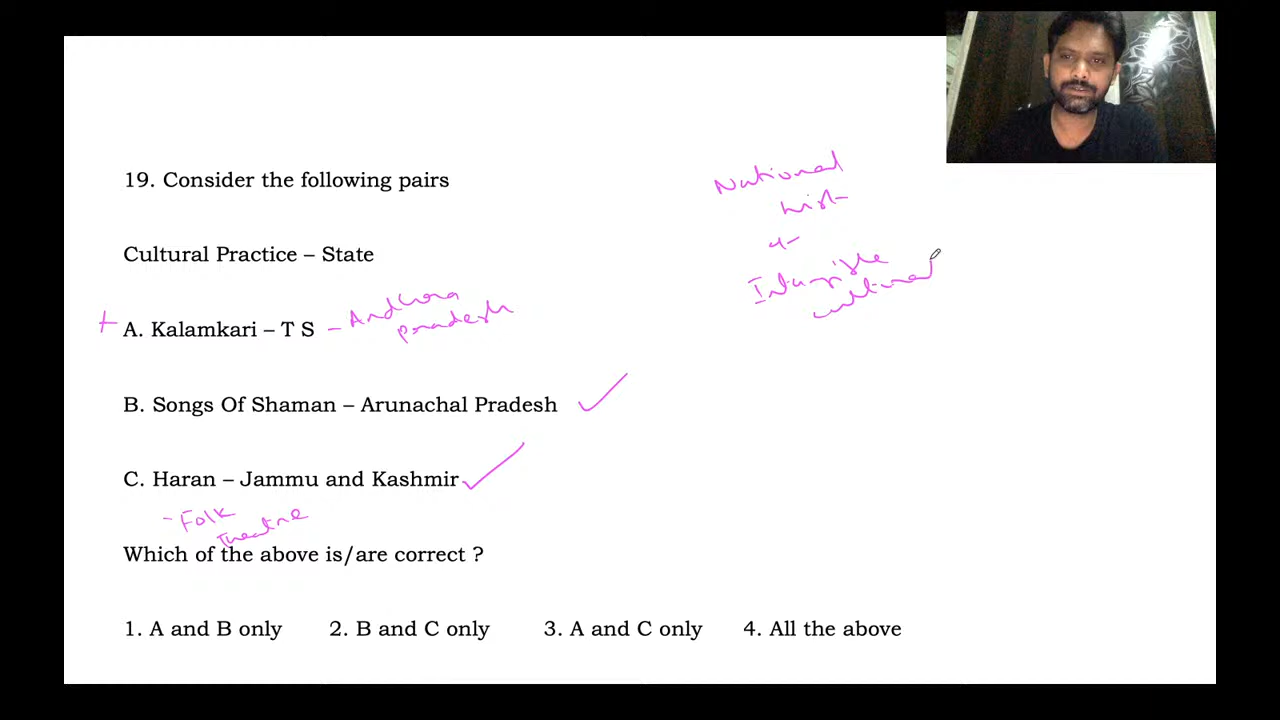 19. Consider the following pairs
National
List
of
Intangible
cultural
Cultural Practice – State
+ A. Kalamkari – T S – Andhra
Pradesh
B. Songs Of Shaman – Arunachal Pradesh ✓
C. Haran – Jammu and Kashmir ✓
- Folk
Theatre
Which of the above is/are correct ?
1. A and B only 2. B and C only 3. A and C only 4. All the above